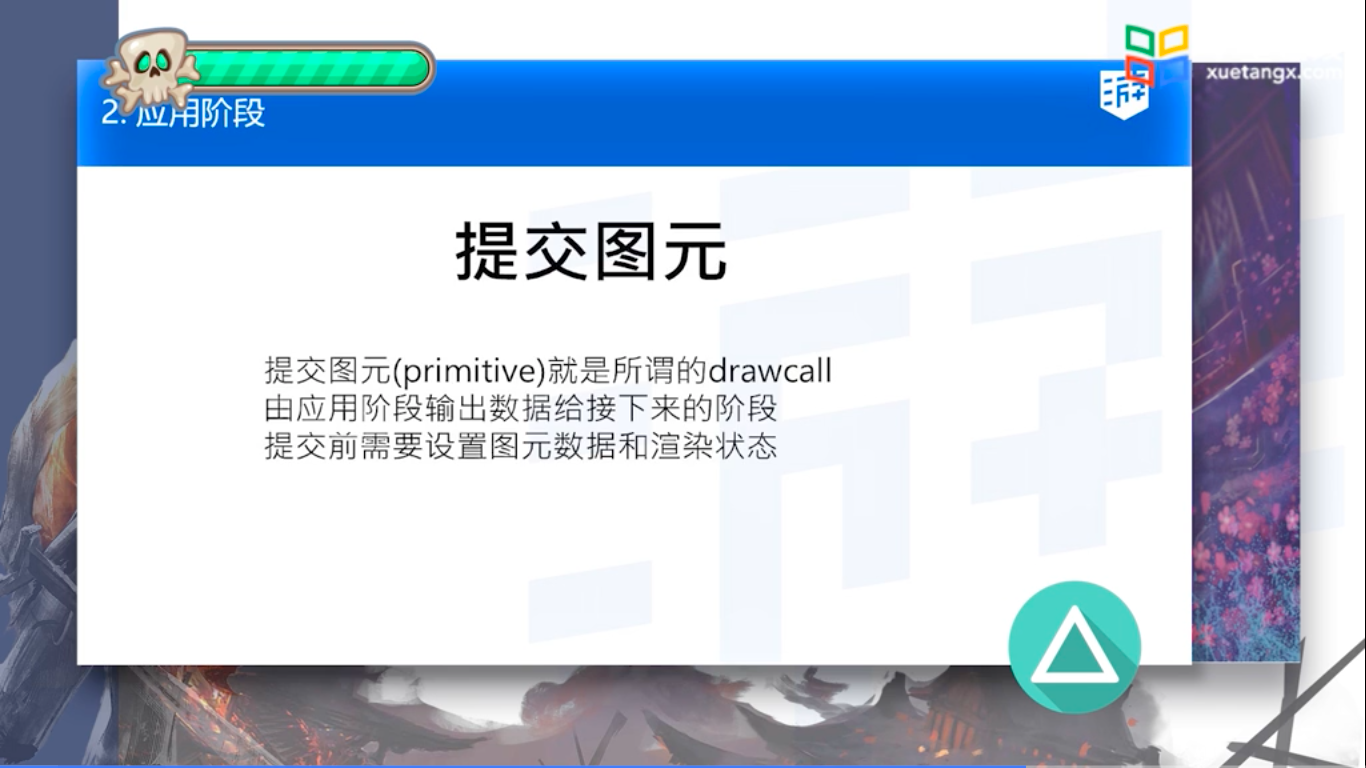 xuetangx.com
游
2. 应用阶段
提交图元
提交图元(primitive)就是所谓的drawcall
由应用阶段输出数据给接下来的阶段
提交前需要设置图元数据和渲染状态